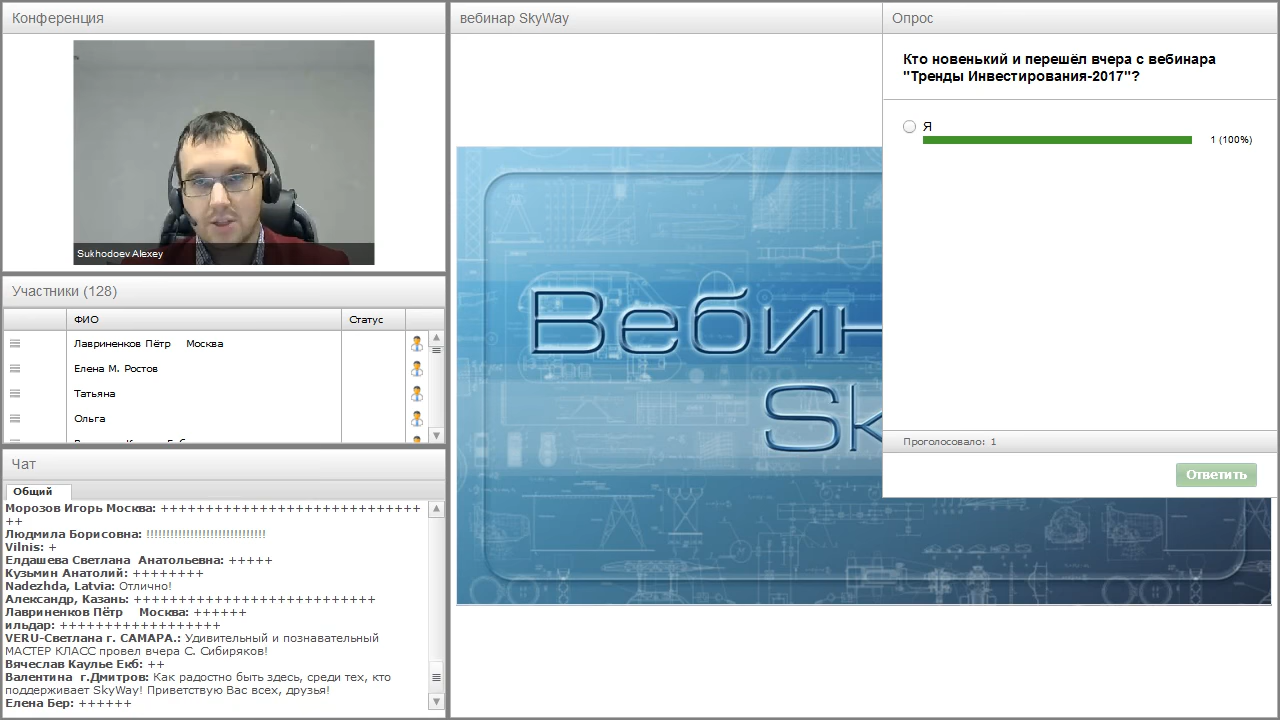 Конференция
Sukhodoev Alexey
Участники (128)
ФИО Статус
Лавриненков Пётр Москва
Елена М. Ростов
Татьяна
Ольга
Чат
Общий
Морозов Игорь Москва: +++++++++++++++++++++++++++++
++
Людмила Борисовна: !!!!!!!!!!!!!!!!!!!!!!!!!!!!!!
Vilnis: +
Елдашева Светлана Анатольевна: +++++
Кузьмин Анатолий: ++++++++
Nadezhda, Latvia: Отлично!
Александр, Казань: +++++++++++++++++++++++++++
Лавриненков Пётр Москва: ++++++
ильдар: ++++++++++++++++++
VERU-Светлана г. САМАРА.: Удивительный и познавательный
МАСТЕР КЛАСС провел вчера С. Сибиряков!
Вячеслав Каулье Екб: ++
Валентина г.Дмитров: Как радостно быть здесь, среди тех, кто
поддерживает SkyWay! Приветствую Вас всех, друзья!
Елена Бер: ++++++
вебинар SkyWay
Вебин
Sk
Опрос
Кто новенький и перешёл вчера с вебинара
"Тренды Инвестирования-2017"?
Я
1 (100%)
Проголосовало: 1
Ответить